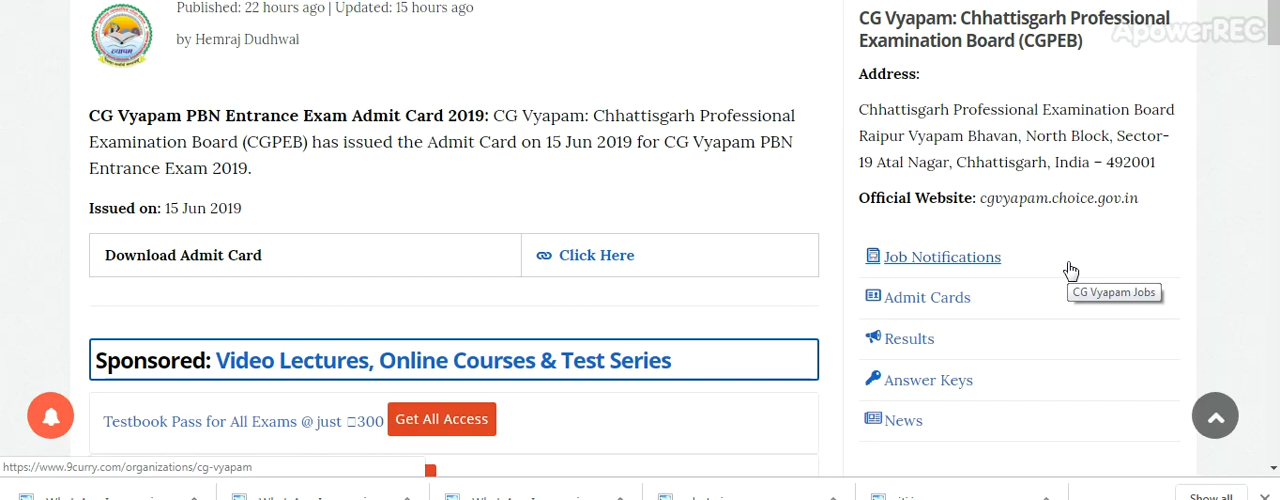 Published: 22 hours ago | Updated: 15 hours ago
by Hemraj Dudhwal
CG Vyapam PBN Entrance Exam Admit Card 2019: CG Vyapam: Chhattisgarh Professional
Examination Board (CGPEB) has issued the Admit Card on 15 Jun 2019 for CG Vyapam PBN
Entrance Exam 2019.
Issued on: 15 Jun 2019
Download Admit Card
Click Here
Sponsored: Video Lectures, Online Courses & Test Series
Testbook Pass for All Exams @ just □300
Get All Access
CG Vyapam: Chhattisgarh Professional
Examination Board (CGPEB)
ApowerREC
Address:
Chhattisgarh Professional Examination Board
Raipur Vyapam Bhavan, North Block, Sector-
19 Atal Nagar, Chhattisgarh, India – 492001
Official Website: cgvyapam.choice.gov.in
Job Notifications
CG Vyapam Jobs
Admit Cards
Results
Answer Keys
News
https://www.9curry.com/organizations/cg-vyapam
Show all